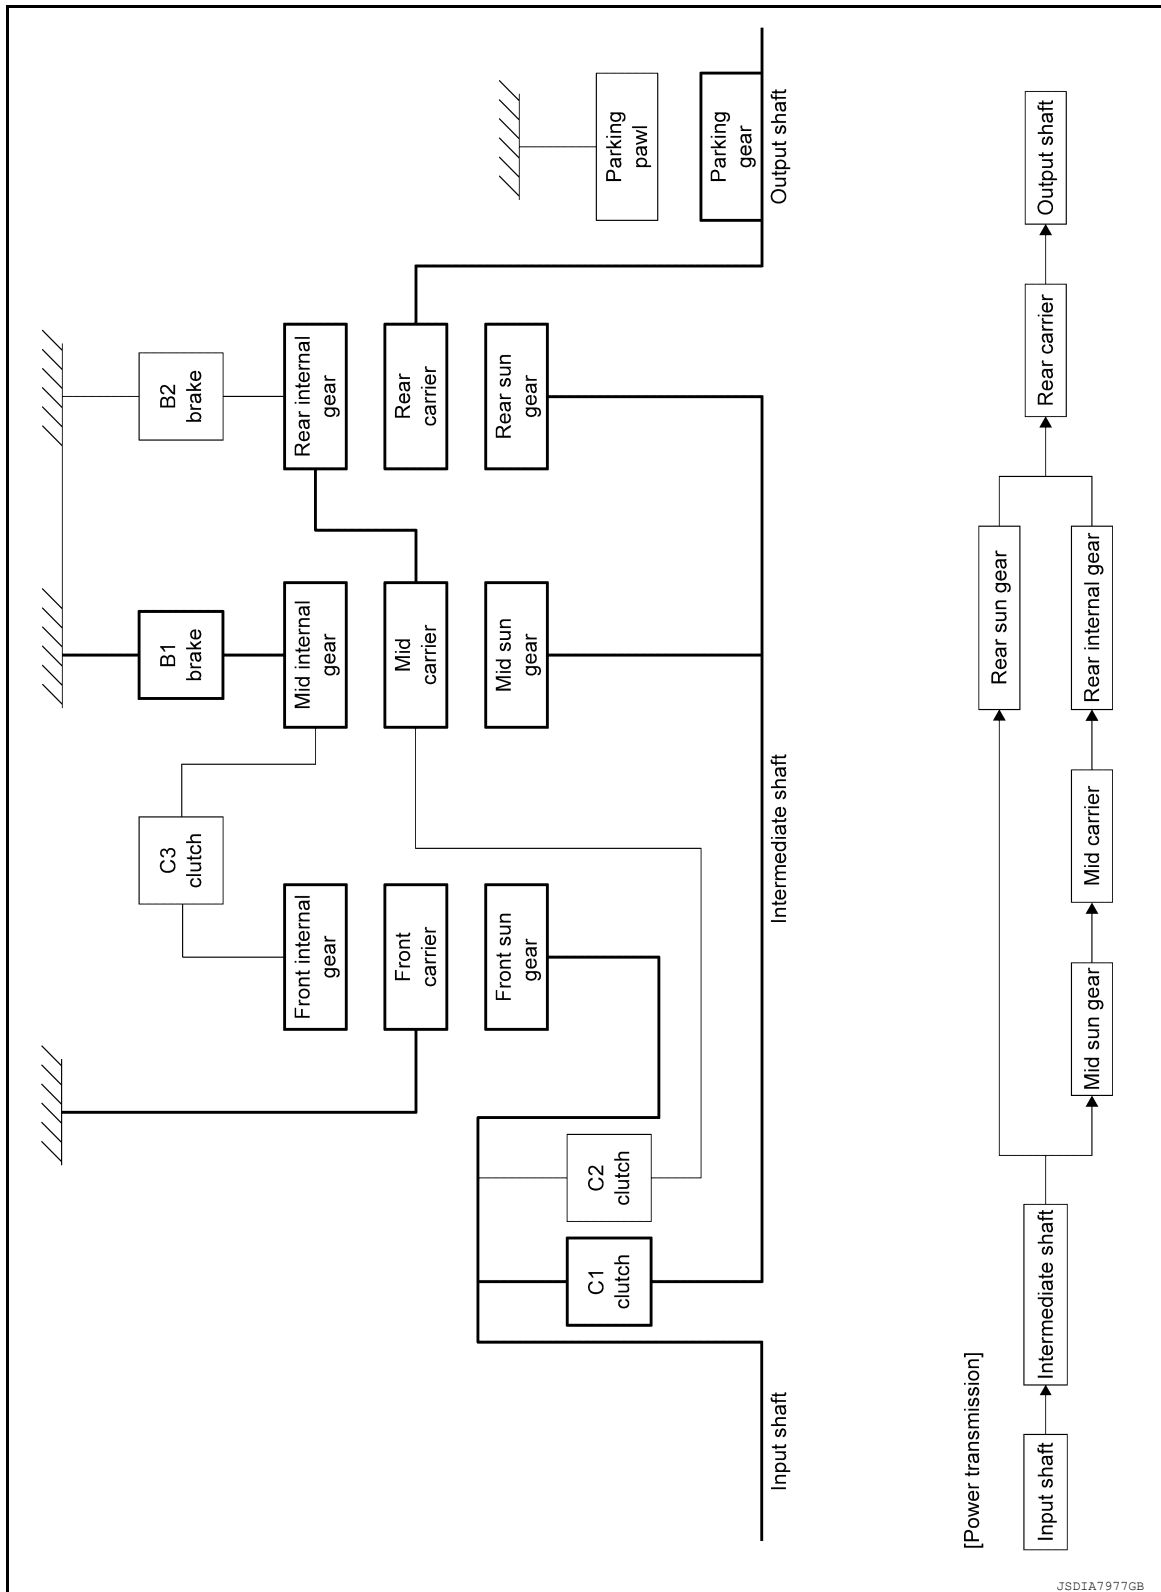 B1
brake
B2
brake
C3
clutch
Front internal
gear
Mid internal
gear
Rear internal
gear
Front
carrier
Mid
carrier
Rear
carrier
Front sun
gear
Mid sun
gear
Rear sun
gear
Parking
pawl
C1
clutch
C2
clutch
Parking
gear
Input shaft
Intermediate shaft
Output shaft
[Power transmission]
Input shaft
Intermediate shaft
Rear sun gear
Mid sun gear
Mid carrier
Rear internal gear
Rear carrier
Output shaft
JSDIA7977GB